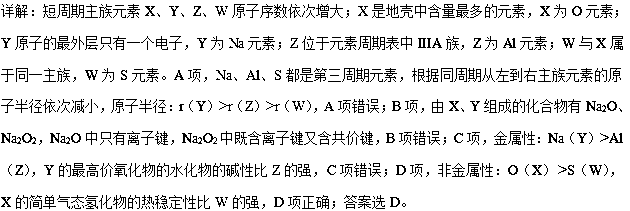 详解：短周期主族元素 X、Y、Z、W 原子序数依次增大；X 是地壳中含量最多的元素，X 为 O 元素；
Y 原子的最外层只有一个电子，Y 为 Na 元素；Z 位于元素周期表中 IIIA 族，Z 为 Al 元素；W 与 X 属
于同一主族，W 为 S 元素。A 项，Na、Al、S 都是第三周期元素，根据同周期从左到右主族元素的原
子半径依次减小，原子半径：r（Y）>r（Z）>r（W），A 项错误；B 项，由 X、Y 组成的化合物有 Na₂O、
Na₂O₂，Na₂O 中只有离子键，Na₂O₂ 中既含离子键又含共价键，B 项错误；C 项，金属性：Na（Y）>Al
（Z），Y 的最高价氧化物的水化物的碱性比 Z 的强，C 项错误；D 项，非金属性：O（X）>S（W），
X 的简单气态氢化物的热稳定性比 W 的强，D 项正确；答案选 D。